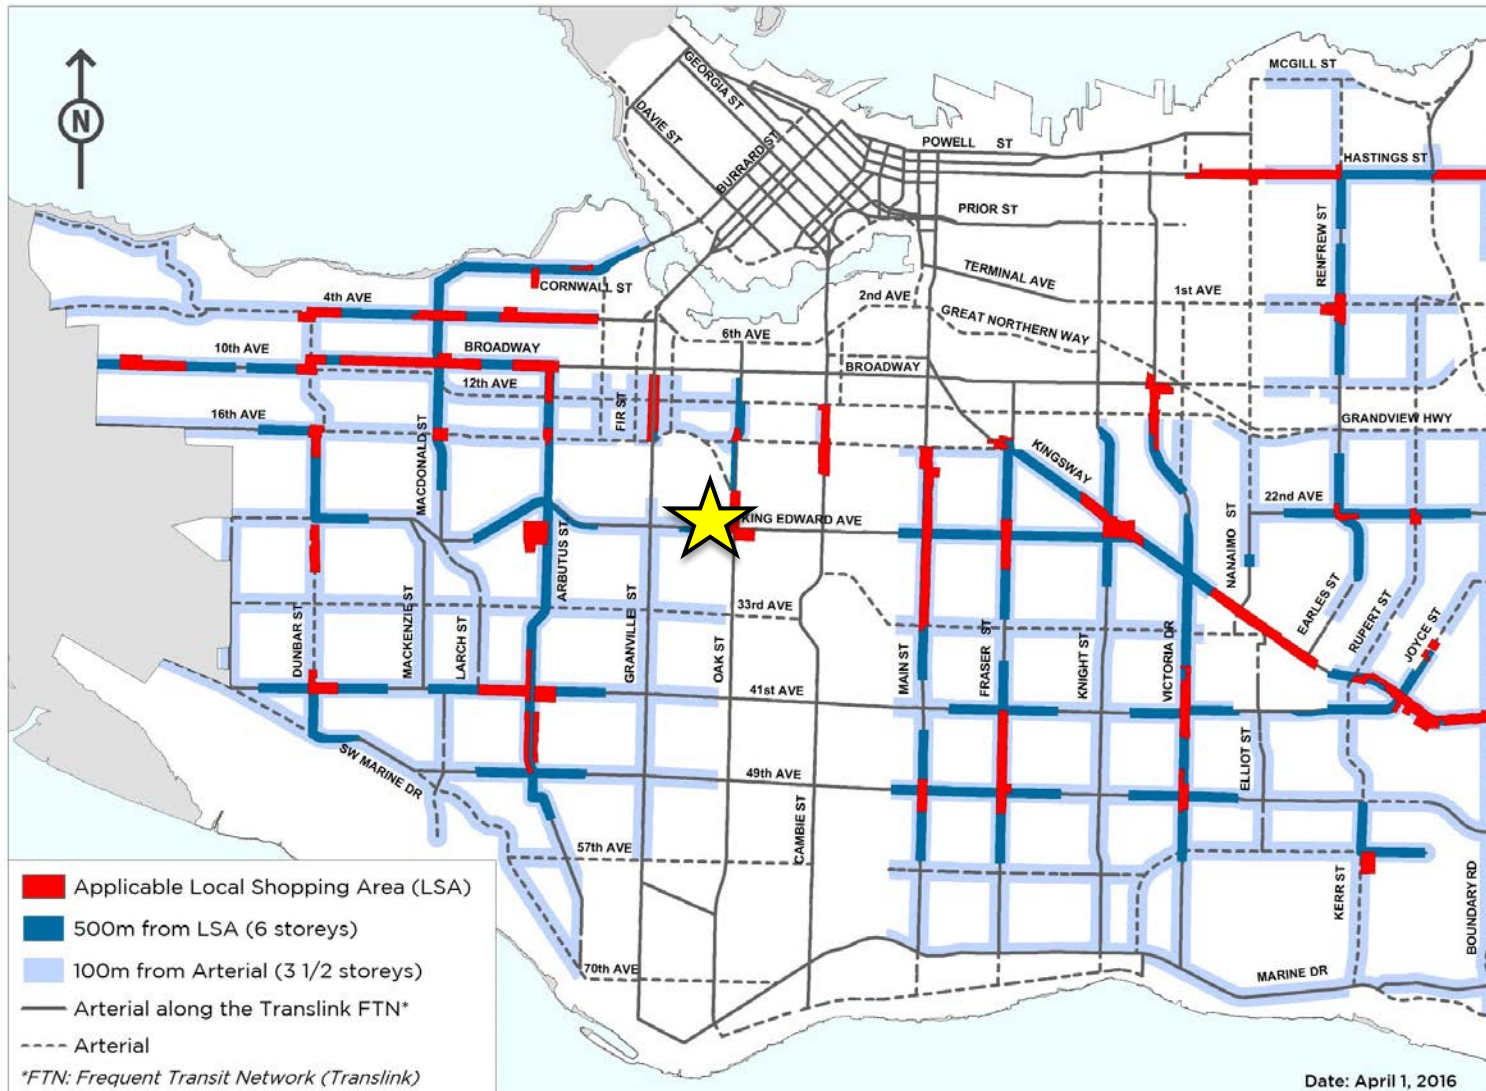 N
GEORGIA ST
DAVIE ST
BURRARD ST
POWELL ST
PRIOR ST
MCGILL ST
HASTINGS ST
RENFREW ST
TERMINAL AVE
1st AVE
2nd AVE
GREAT NORTHERN WAY
6th AVE
CORNWALL ST
4th AVE
10th AVE
BROADWAY
BROADWAY
12th AVE
FIR ST
16th AVE
GRANDVIEW HWY
MACDONALD ST
KINGSWAY
22nd AVE
NANAIMO ST
KING EDWARD AVE
ARBUTUS ST
33rd AVE
DUNBAR ST
MACKENZIE ST
LARCH ST
GRANVILLE ST
OAK ST
MAIN ST
FRASER ST
KNIGHT ST
VICTORIA DR
EARLES ST
RUPERT ST
JOYCE ST
41st AVE
SW MARINE DR
49th AVE
ELLIOT ST
CAMBIE ST
57th AVE
KERR ST
BOUNDARY RD
70th AVE
MARINE DR
Applicable Local Shopping Area (LSA)
500m from LSA (6 storeys)
100m from Arterial (3 1/2 storeys)
Arterial along the Translink FTN*
Arterial
*FTN: Frequent Transit Network (Translink)
Date: April 1, 2016